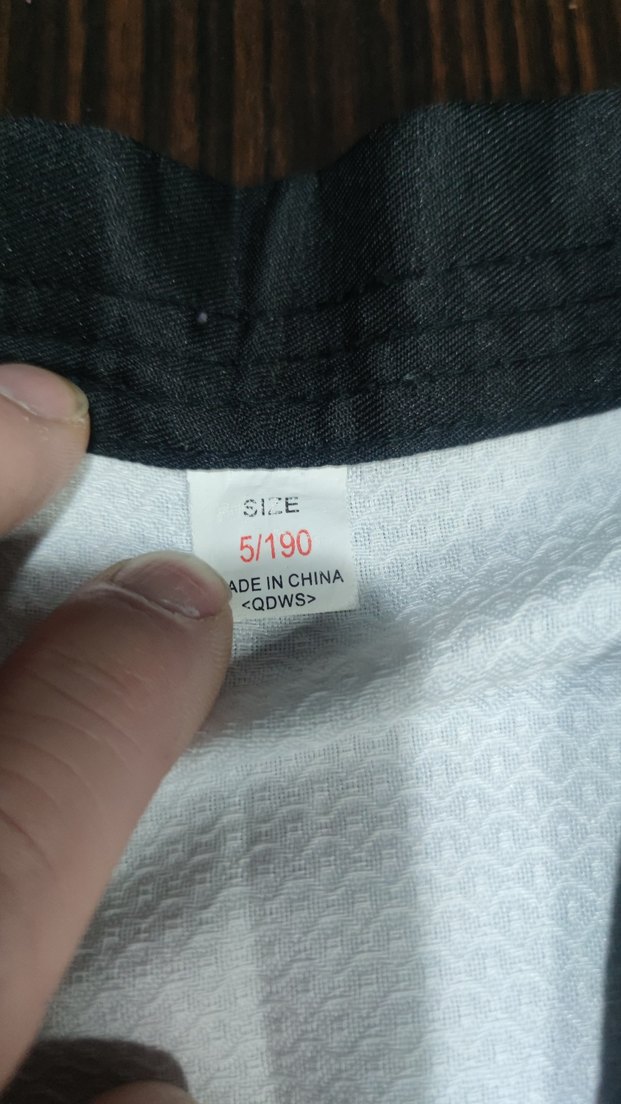 SIZE
5/190
ADE IN CHINA
<QDWS>